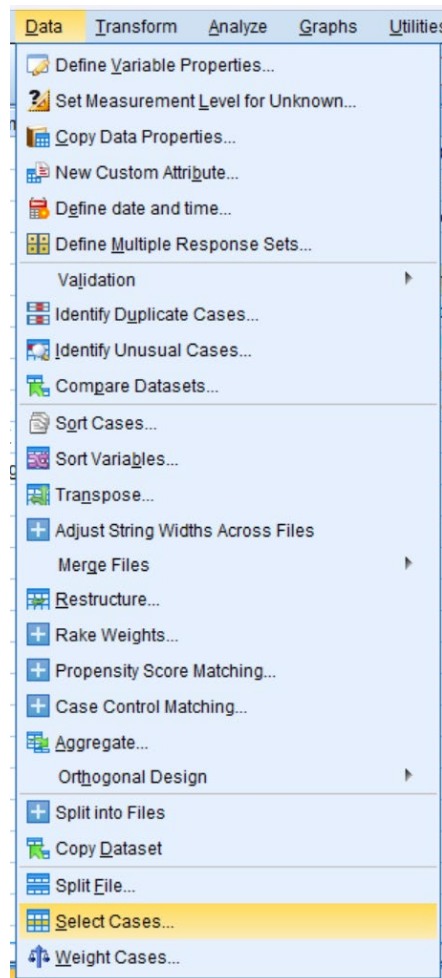 Data Transform Analyze Graphs Utilities
Define Variable Properties...
Set Measurement Level for Unknown...
Copy Data Properties...
New Custom Attribute...
Define date and time...
Define Multiple Response Sets...
Validation
Identify Duplicate Cases...
Identify Unusual Cases...
Compare Datasets...
Sort Cases...
Sort Variables...
Transpose...
Adjust String Widths Across Files
Merge Files
Restructure...
Rake Weights...
Propensity Score Matching...
Case Control Matching...
Aggregate...
Orthogonal Design
Split into Files
Copy Dataset
Split File...
Select Cases...
Weight Cases...